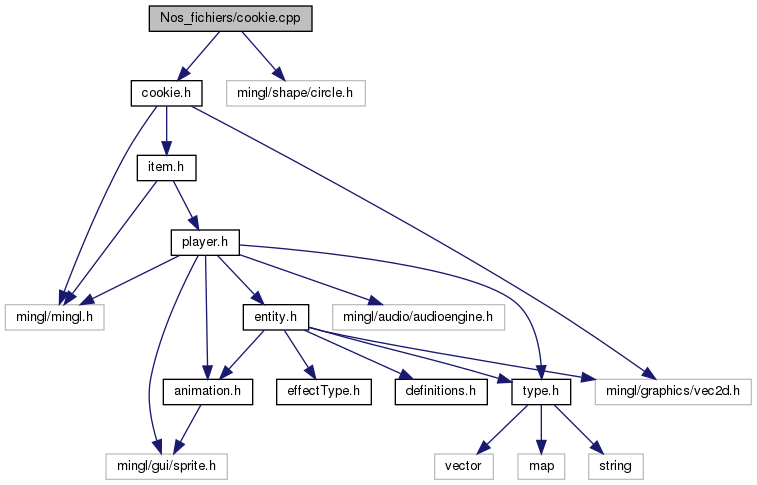 Nos_fichiers/cookie.cpp
cookie.h
mingl/shape/circle.h
item.h
player.h
mingl/mingl.h
entity.h
mingl/audio/audioengine.h
animation.h
effectType.h
definitions.h
type.h
mingl/graphics/vec2d.h
mingl/gui/sprite.h
vector
map
string